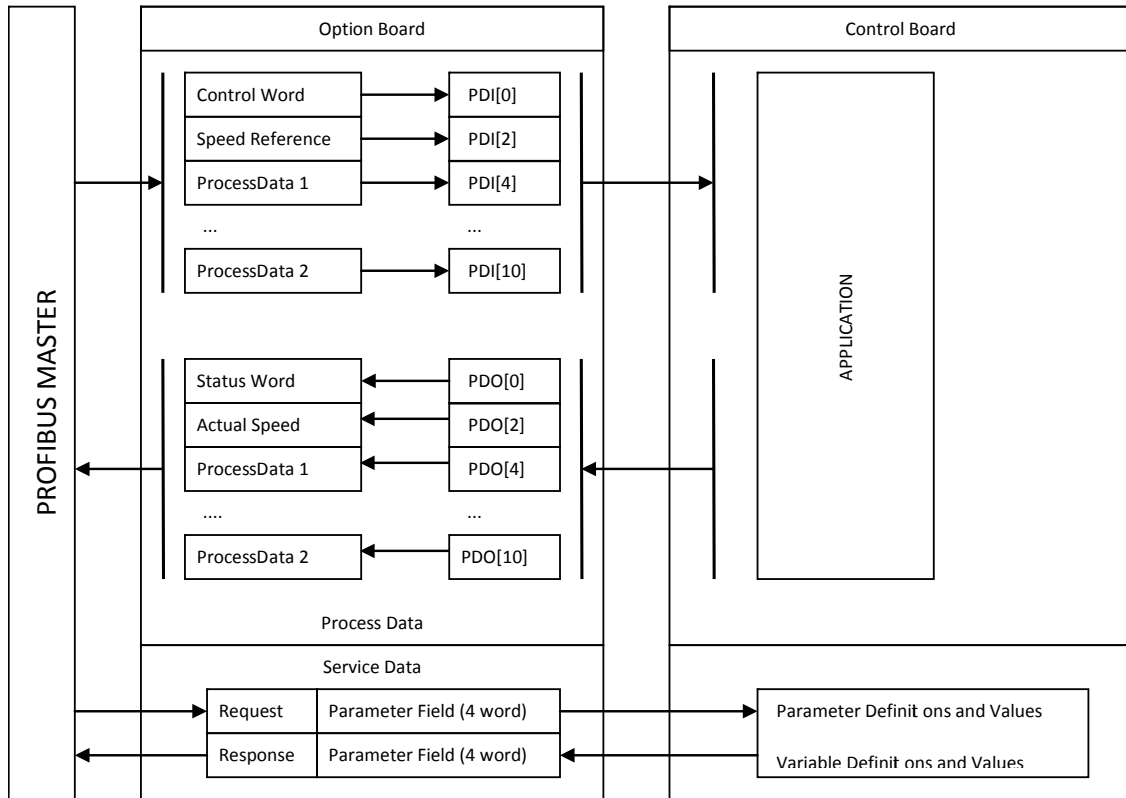 Option Board
Control Board
Control Word
PDI[0]
Speed Reference
PDI[2]
ProcessData 1
PDI[4]
...
...
ProcessData 2
PDI[10]
PROFIBUS MASTER
APPLICATION
Status Word
PDO[0]
Actual Speed
PDO[2]
ProcessData 1
PDO[4]
....
...
ProcessData 2
PDO[10]
Process Data
Service Data
Request
Parameter Field (4 word)
Parameter Definit ons and Values
Response
Parameter Field (4 word)
Variable Definit ons and Values